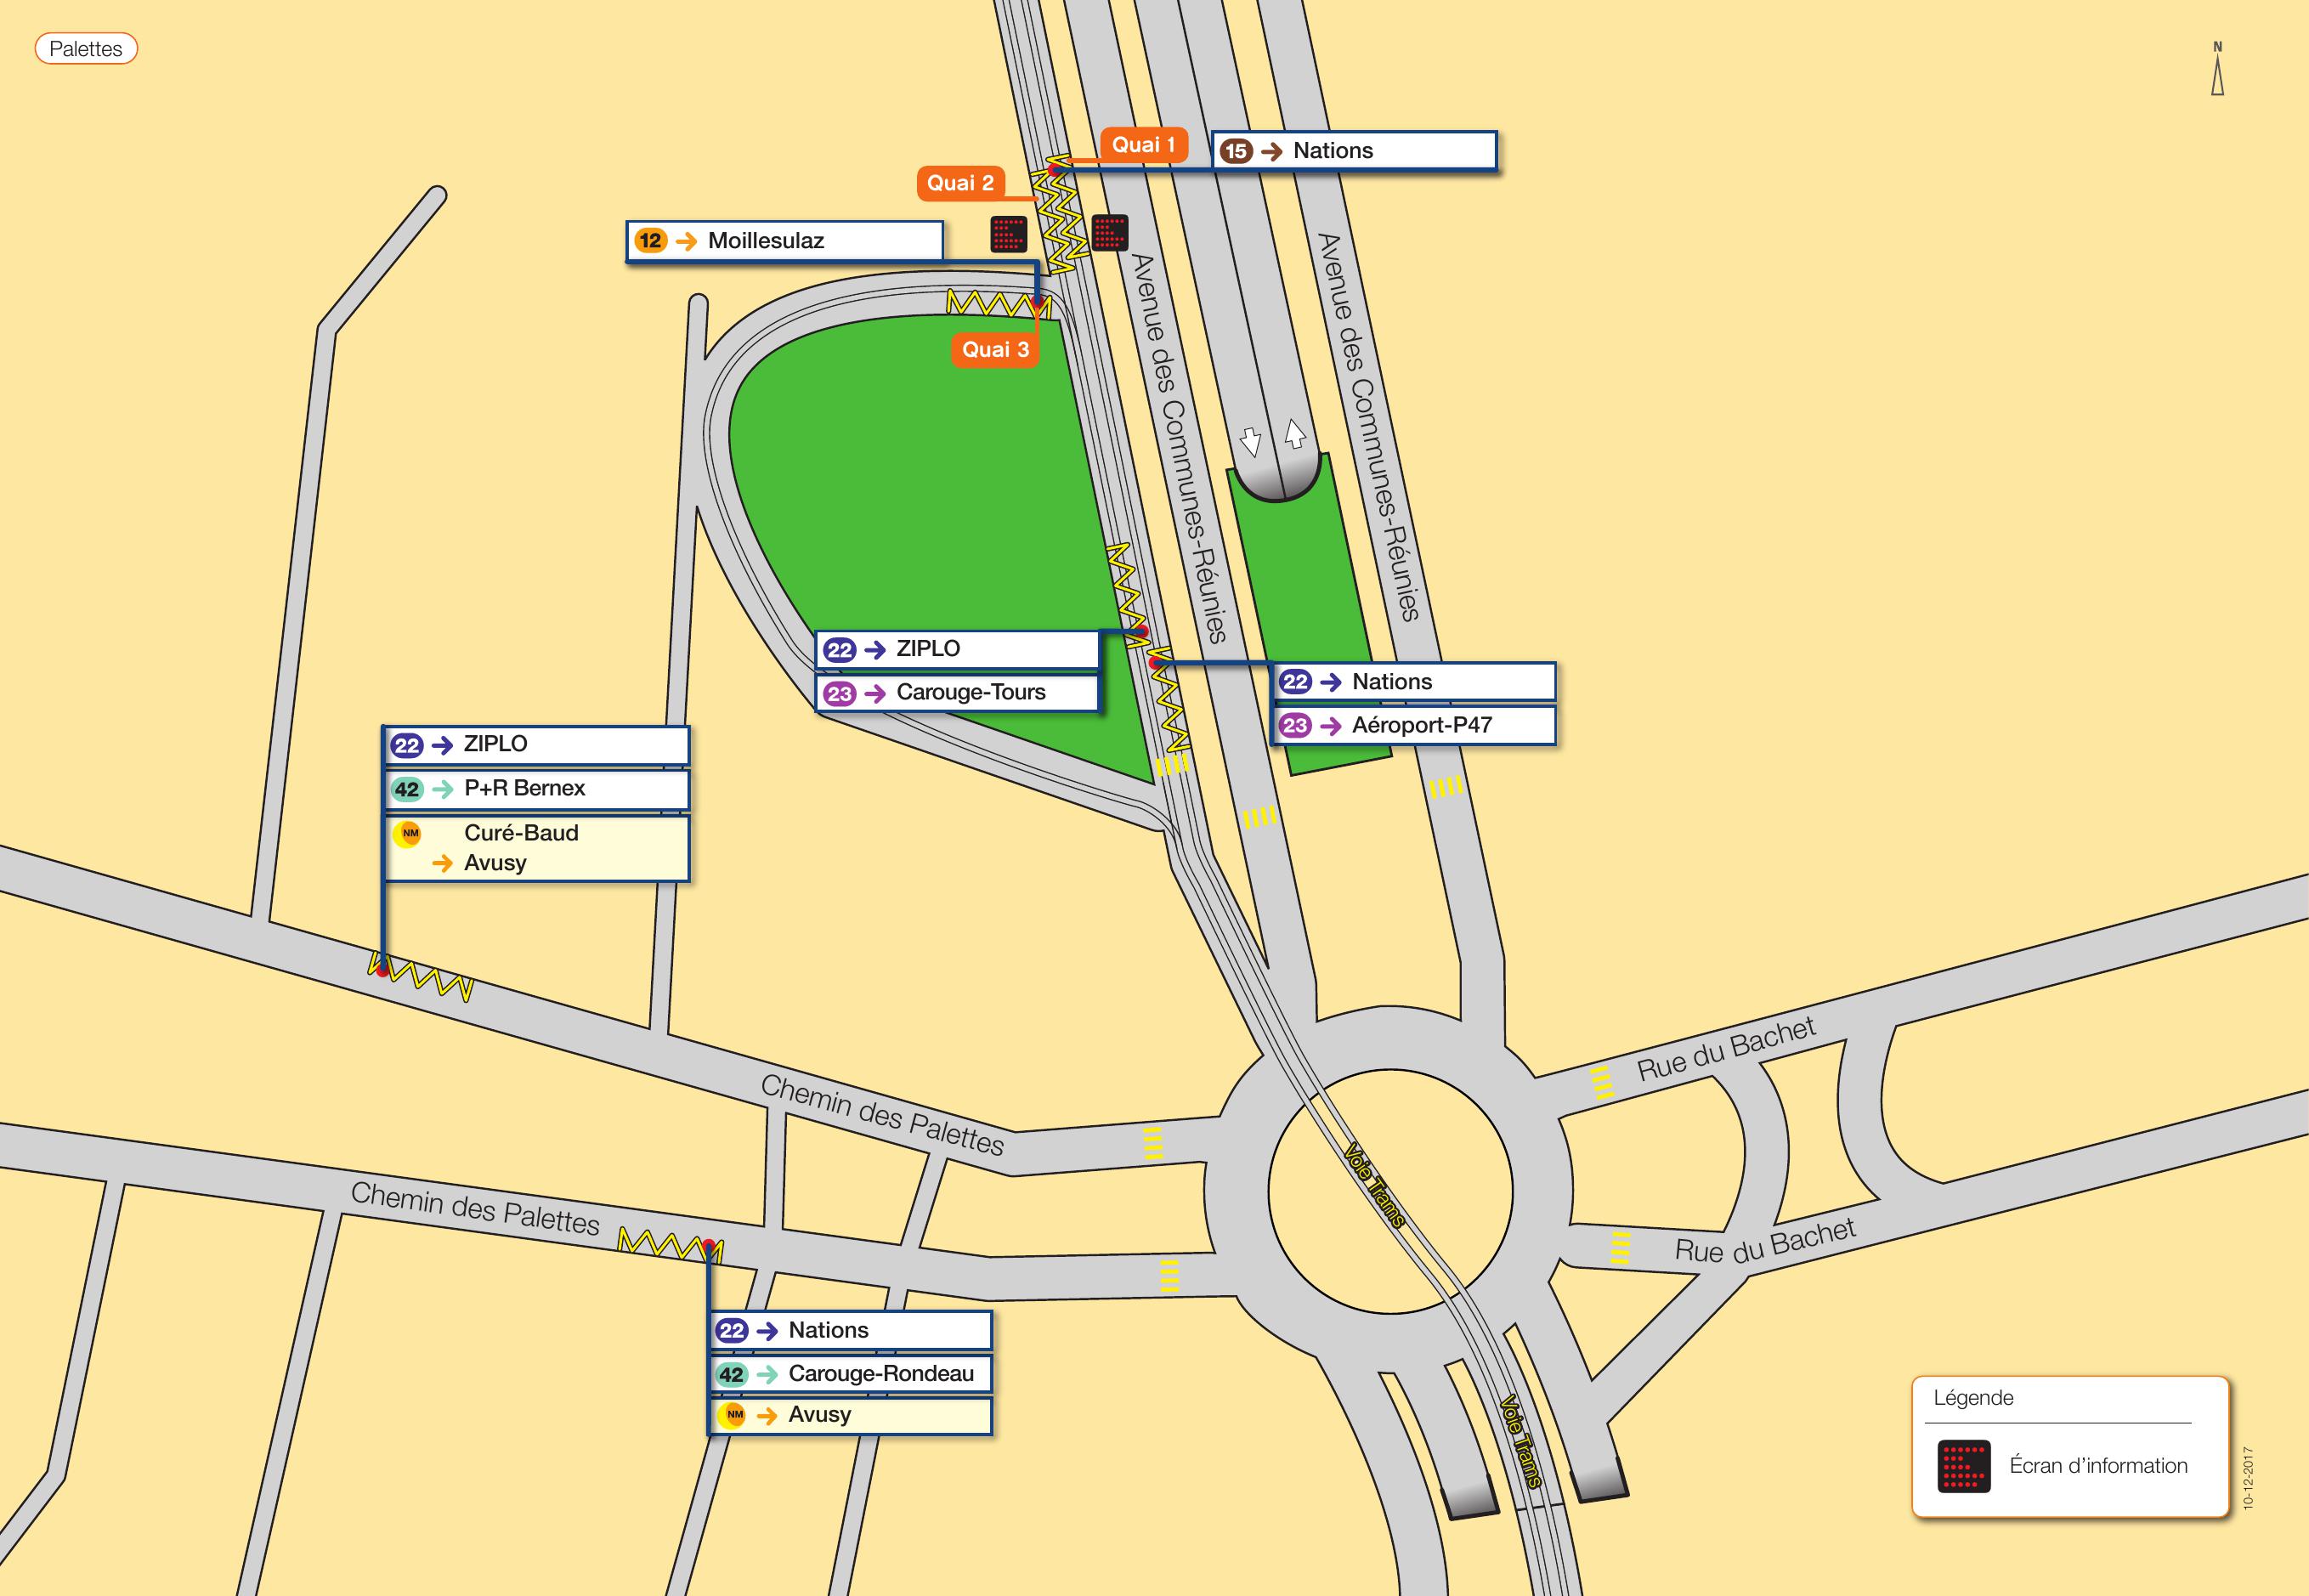 Palettes
N
Quai 1
15 → Nations
Quai 2
12 → Moillesulaz
Quai 3
Avenue des Communes-Réunies
Avenue des Communes-Réunies
22 → ZIPLO
23 → Carouge-Tours
22 → Nations
23 → Aéroport-P47
22 → ZIPLO
42 → P+R Bernex
NM Curé-Baud
→ Avusy
Chemin des Palettes
Chemin des Palettes
Rue du Bachet
Rue du Bachet
Voie Trams
Voie Trams
22 → Nations
42 → Carouge-Rondeau
NM → Avusy
Légende
Écran d’information
10-12-2017